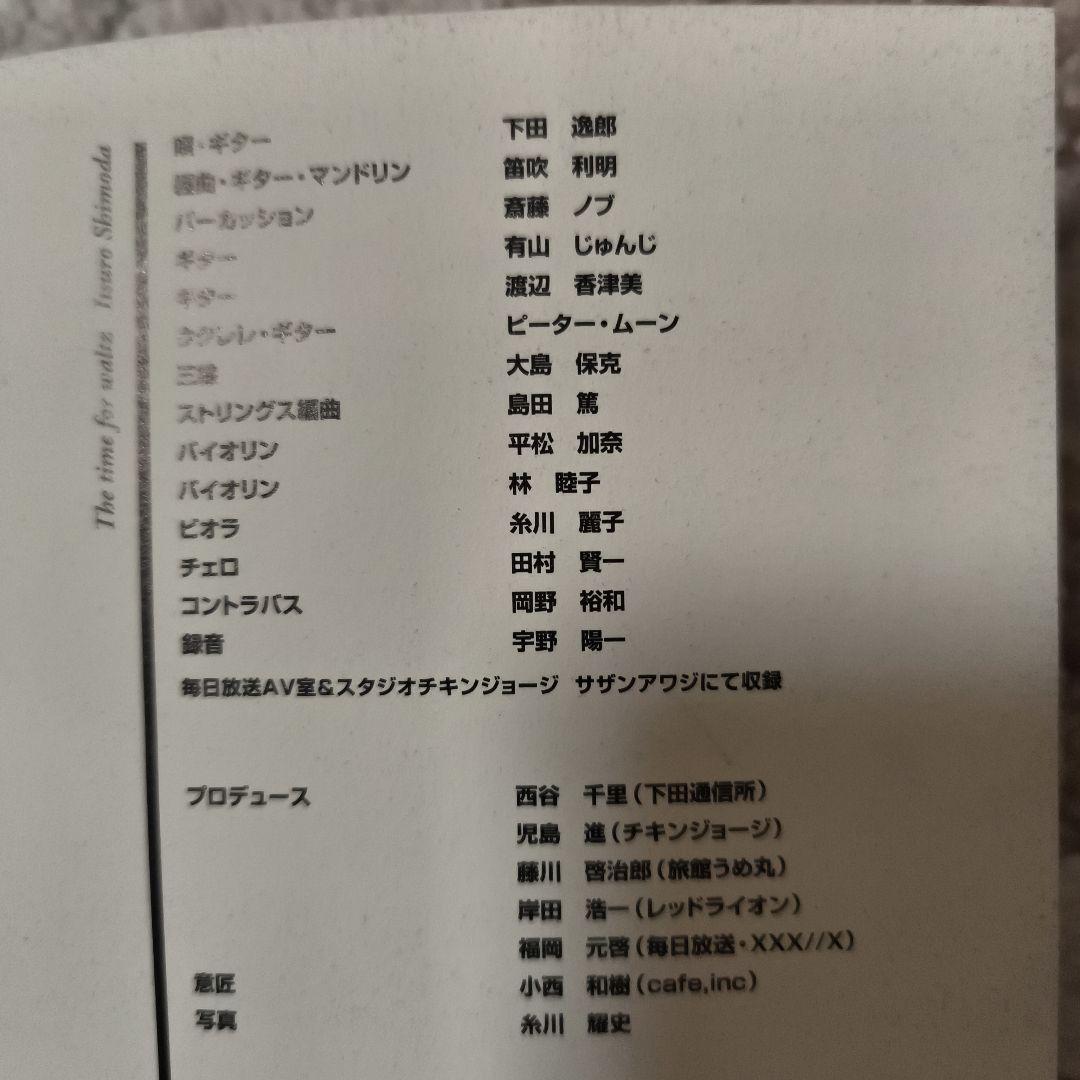 The time for waltz Itsuro Shimoda
唄・ギター 下田 逸郎
編曲・ギター・マンドリン 笛吹 利明
パーカッション 斎藤 ノブ
ギター 有山 じゅんじ
ギター 渡辺 香津美
ウクレレ・ギター ピーター・ムーン
三線 大島 保克
ストリングス編曲 島田 篤
バイオリン 平松 加奈
バイオリン 林 睦子
ビオラ 糸川 麗子
チェロ 田村 賢一
コントラバス 岡野 裕和
録音 宇野 陽一
毎日放送AV室&スタジオチキンジョージ サザンアワジにて収録
プロデュース 西谷 千里(下田通信所)
児島 進(チキンジョージ)
藤川 啓治郎(旅館うめ丸)
岸田 浩一(レッドライオン)
福岡 元啓(毎日放送・XXX//X)
意匠 小西 和樹(cafe,inc)
写真 糸川 耀史